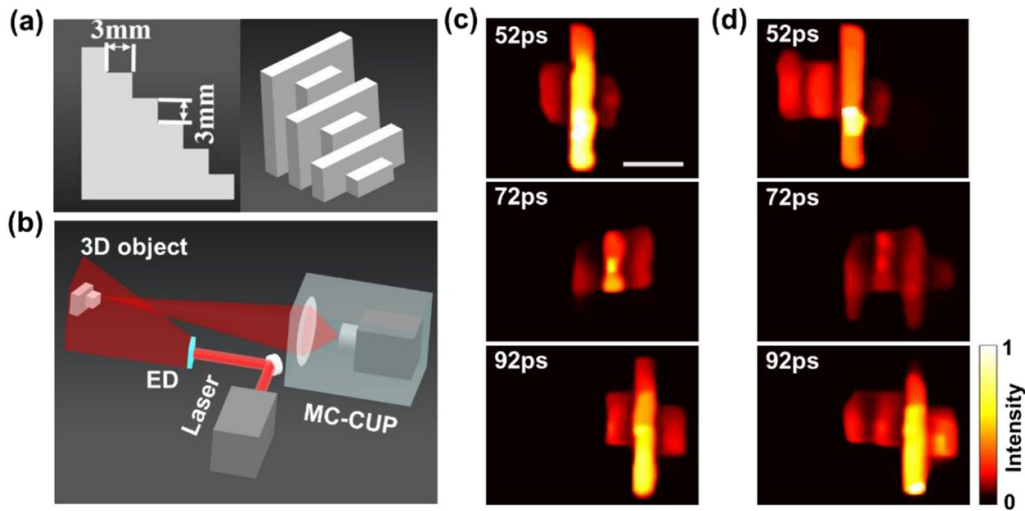 (a)
3mm
3mm
(b)
3D object
ED
Laser
MC-CUP
(c)
52ps
72ps
92ps
(d)
52ps
72ps
92ps
1
Intensity
0